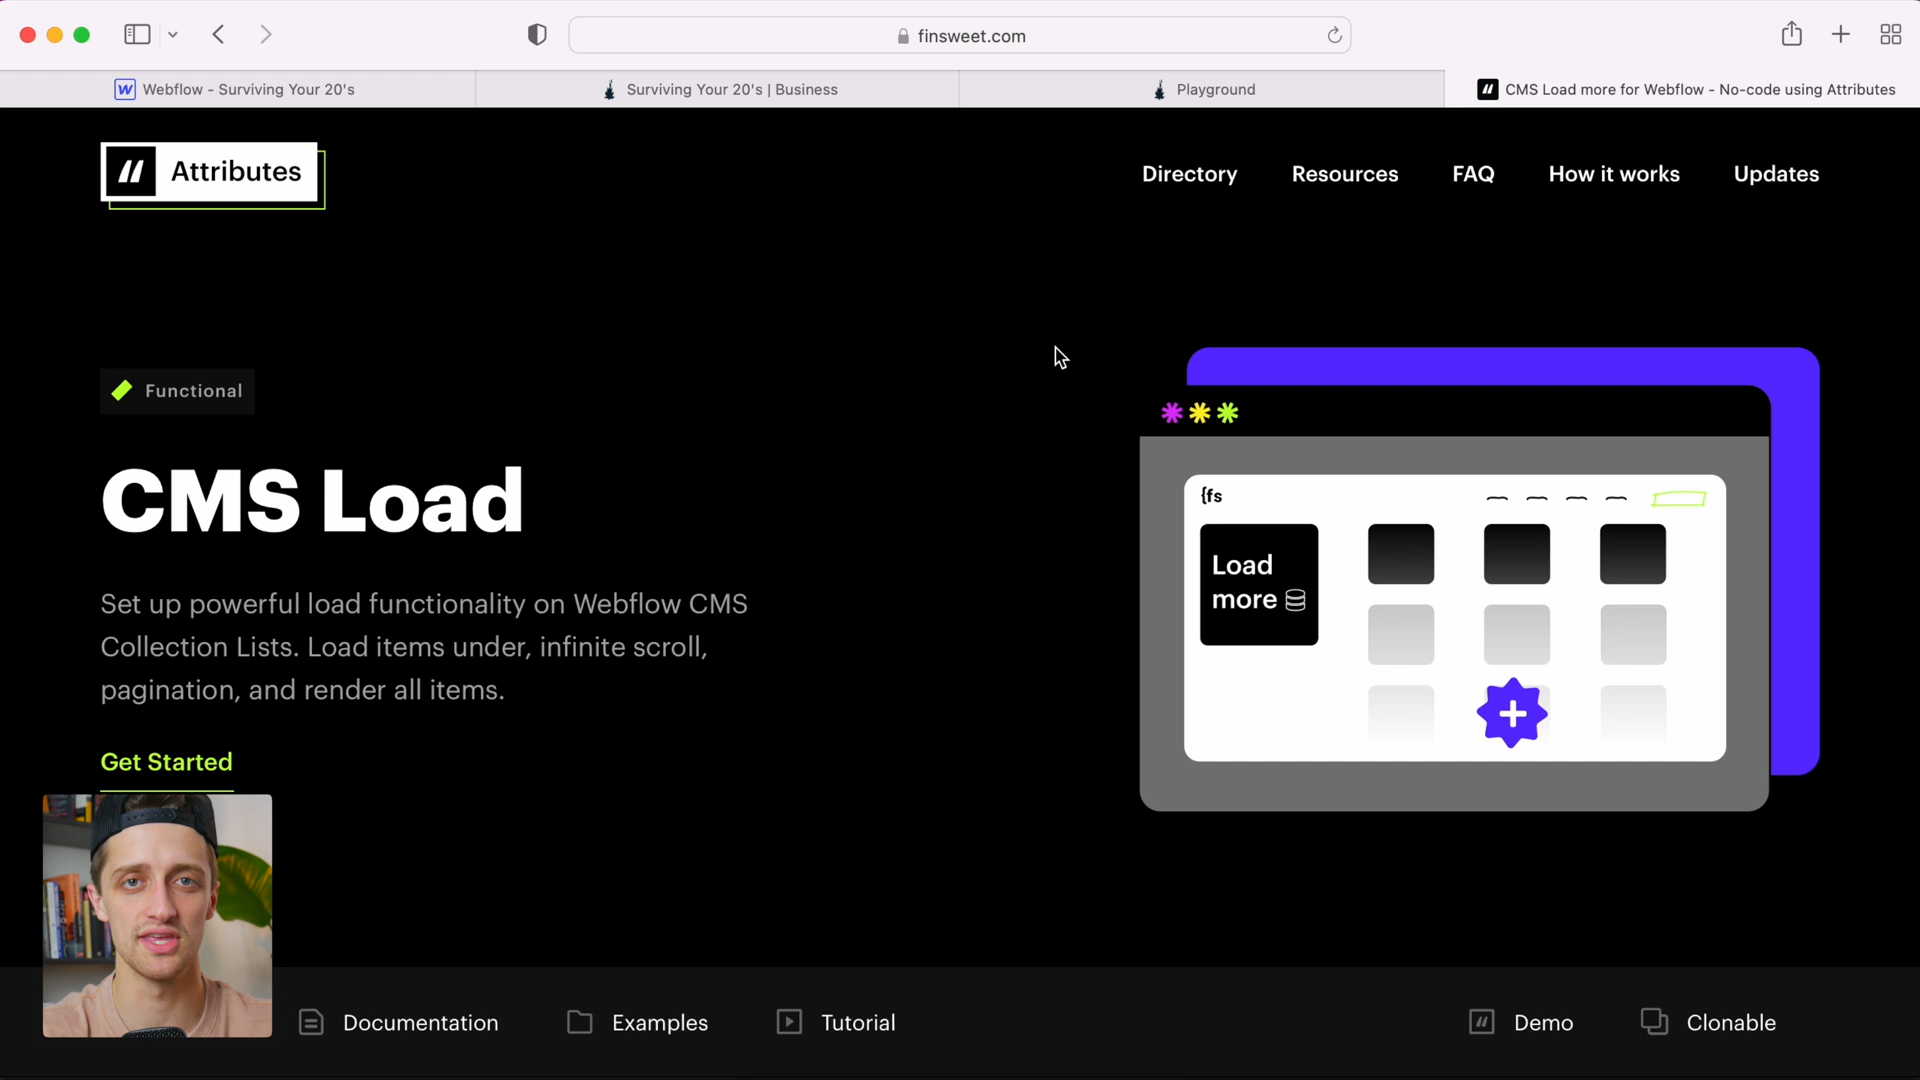 finsweet.com
Webflow - Surviving Your 20's
Surviving Your 20's | Business
Playground
CMS Load more for Webflow - No-code using Attributes
Attributes
Directory
Resources
FAQ
How it works
Updates
Functional
CMS Load
Set up powerful load functionality on Webflow CMS
Collection Lists. Load items under, infinite scroll,
pagination, and render all items.
Get Started
{fs
Load
more
Documentation
Examples
Tutorial
Demo
Clonable